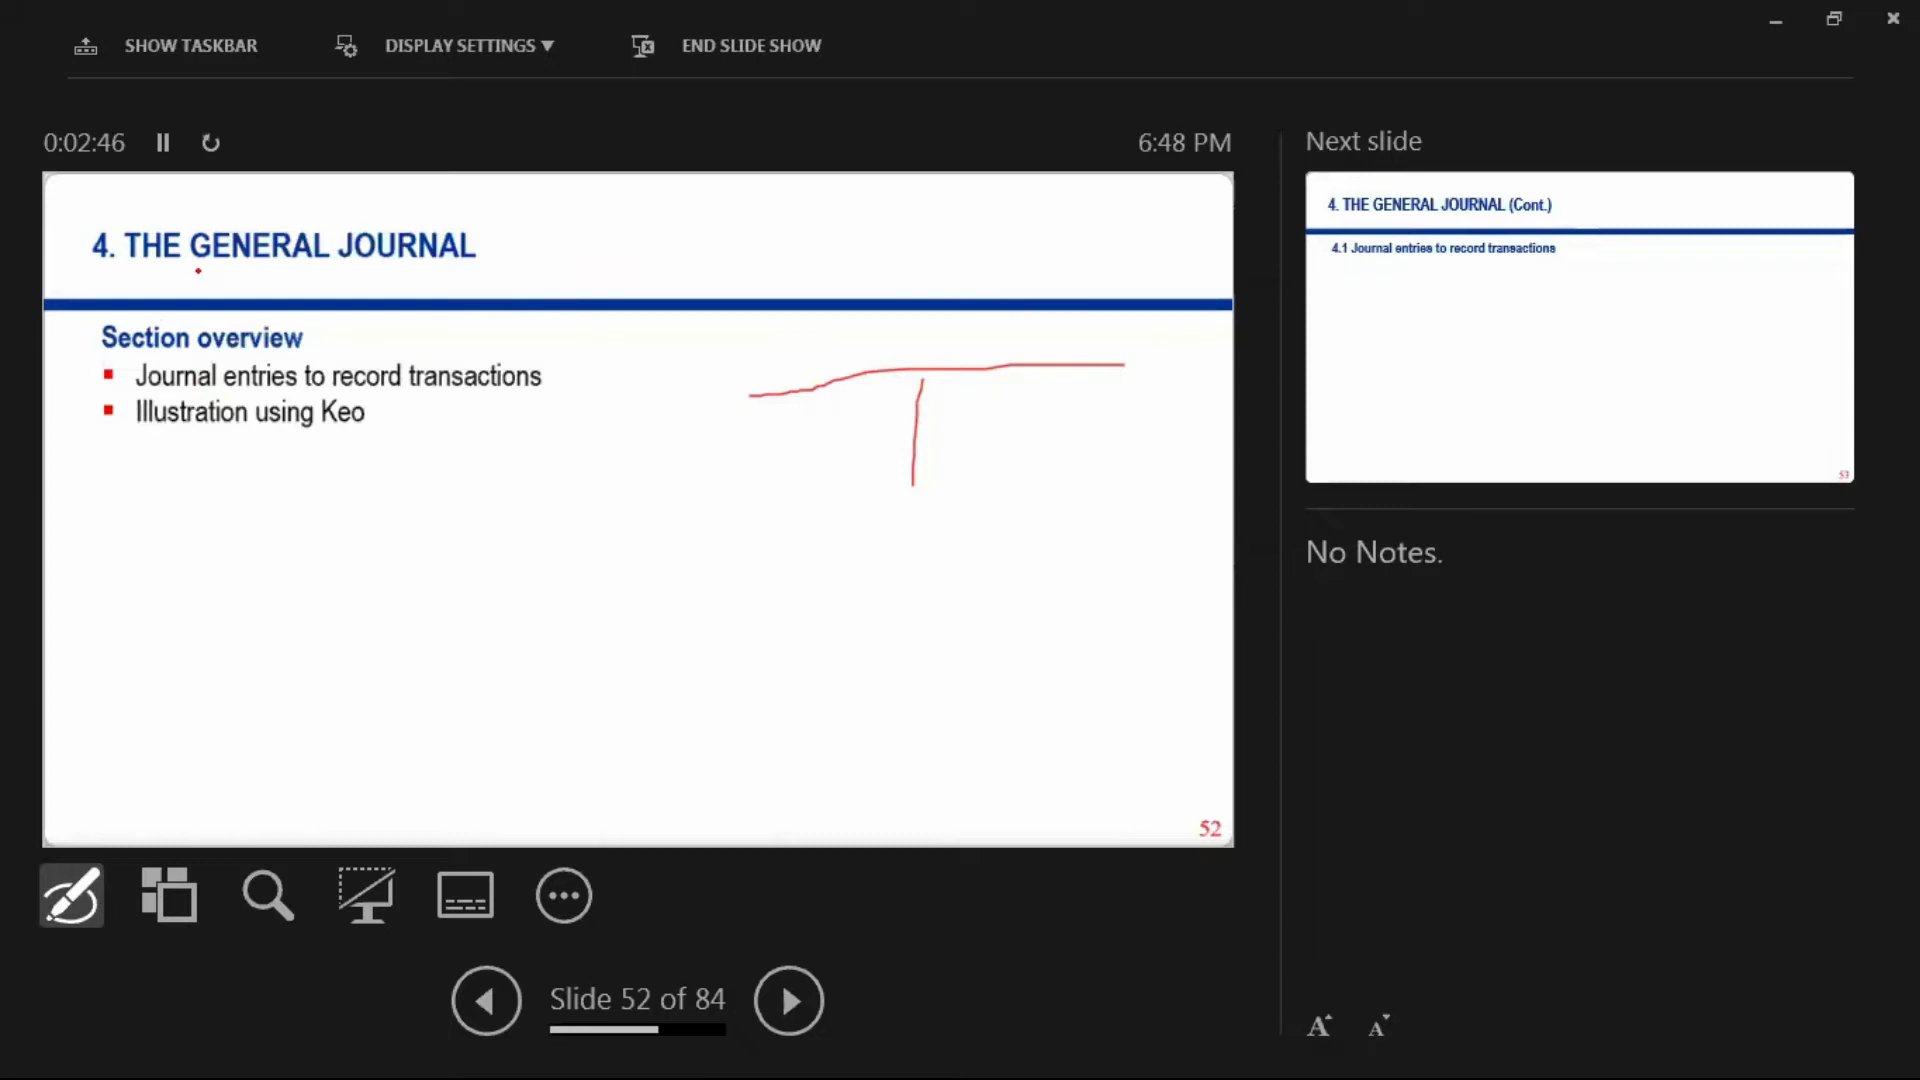 SHOW TASKBAR
DISPLAY SETTINGS ▼
END SLIDE SHOW
0:02:46
6:48 PM
4. THE GENERAL JOURNAL
Section overview
Journal entries to record transactions
Illustration using Keo
52
Next slide
4. THE GENERAL JOURNAL (Cont.)
4.1 Journal entries to record transactions
53
No Notes.
Slide 52 of 84
A
A